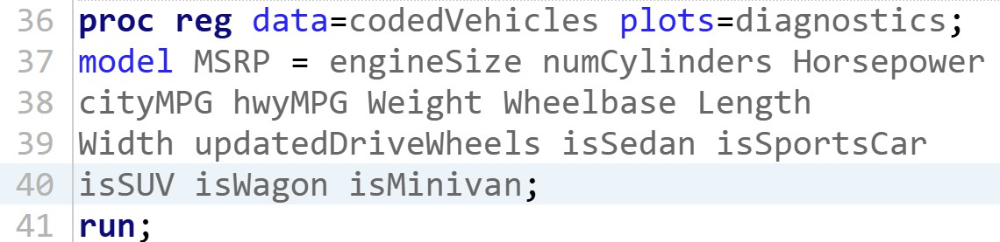 36 proc reg data=codedVehicles plots=diagnostics;
37 model MSRP = engineSize numCylinders Horsepower
38 cityMPG hwyMPG Weight Wheelbase Length
39 Width updatedDriveWheels isSedan isSportsCar
40 isSUV isWagon isMinivan;
41 run;